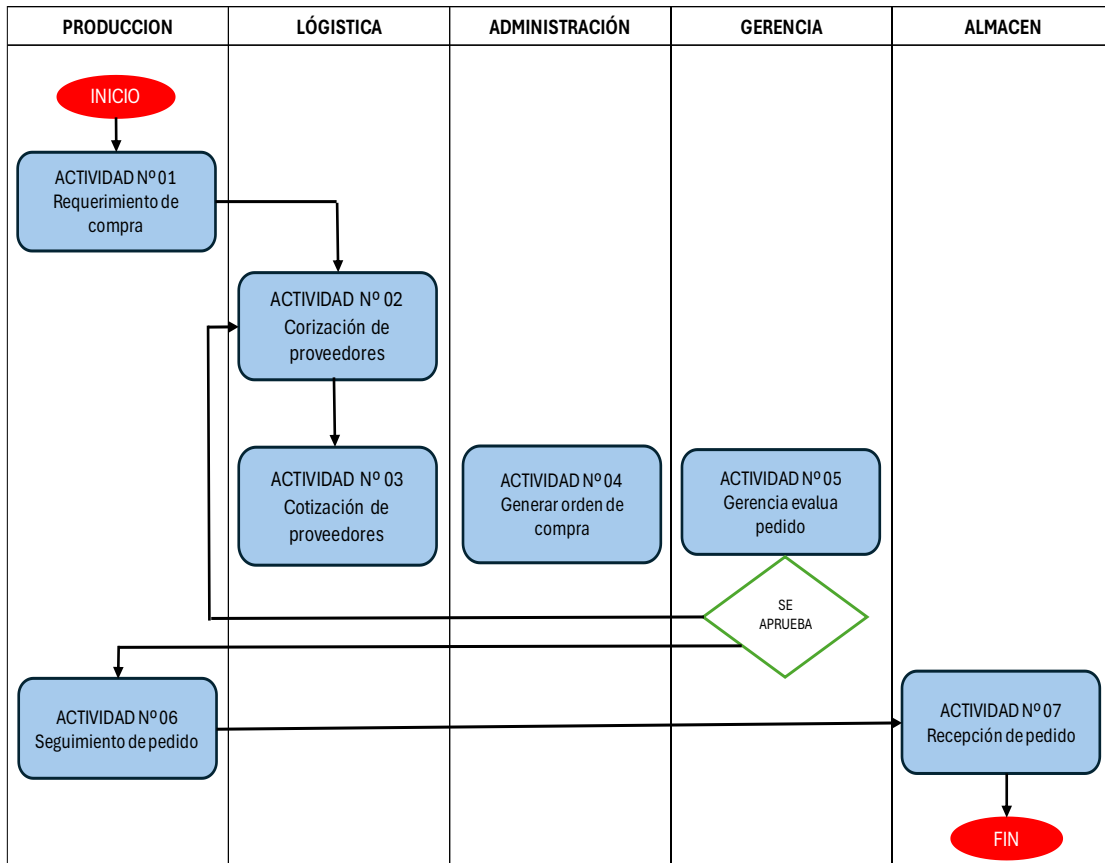 PRODUCCION
LÓGISTICA
ADMINISTRACIÓN
GERENCIA
ALMACEN
INICIO
ACTIVIDAD Nº 01
Requerimiento de
compra
ACTIVIDAD Nº 02
Corización de
proveedores
ACTIVIDAD Nº 03
Cotización de
proveedores
ACTIVIDAD Nº 04
Generar orden de
compra
ACTIVIDAD Nº 05
Gerencia evalua
pedido
SE
APRUEBA
ACTIVIDAD Nº 06
Seguimiento de pedido
ACTIVIDAD Nº 07
Recepción de pedido
FIN